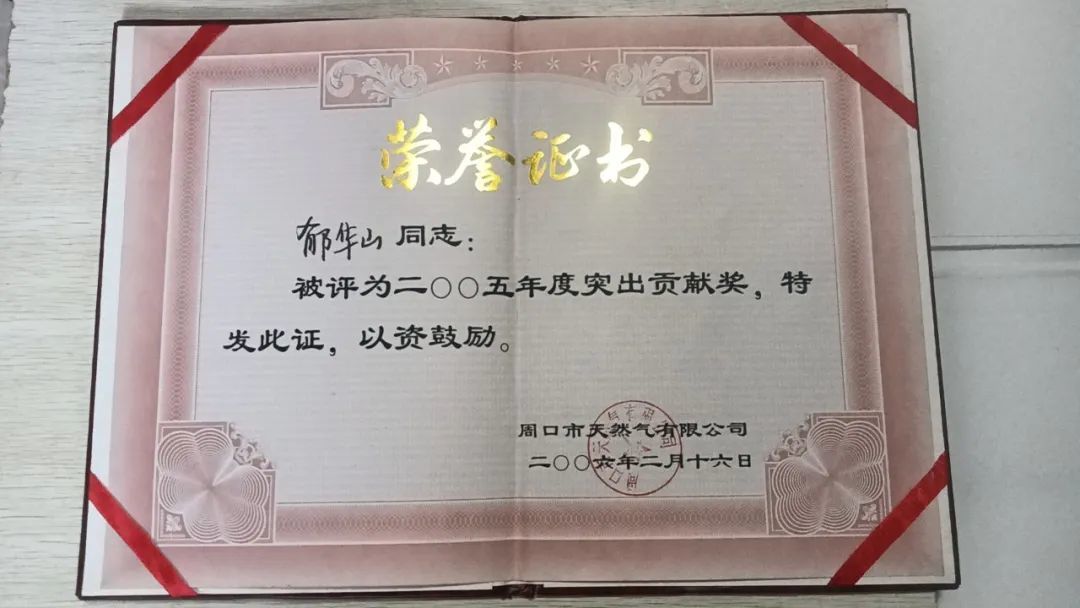 荣誉证书
郁华山 同志：
被评为二〇〇五年度突出贡献奖，特
发此证，以资鼓励。
周口市天然气有限公司
二〇〇六年二月十六日